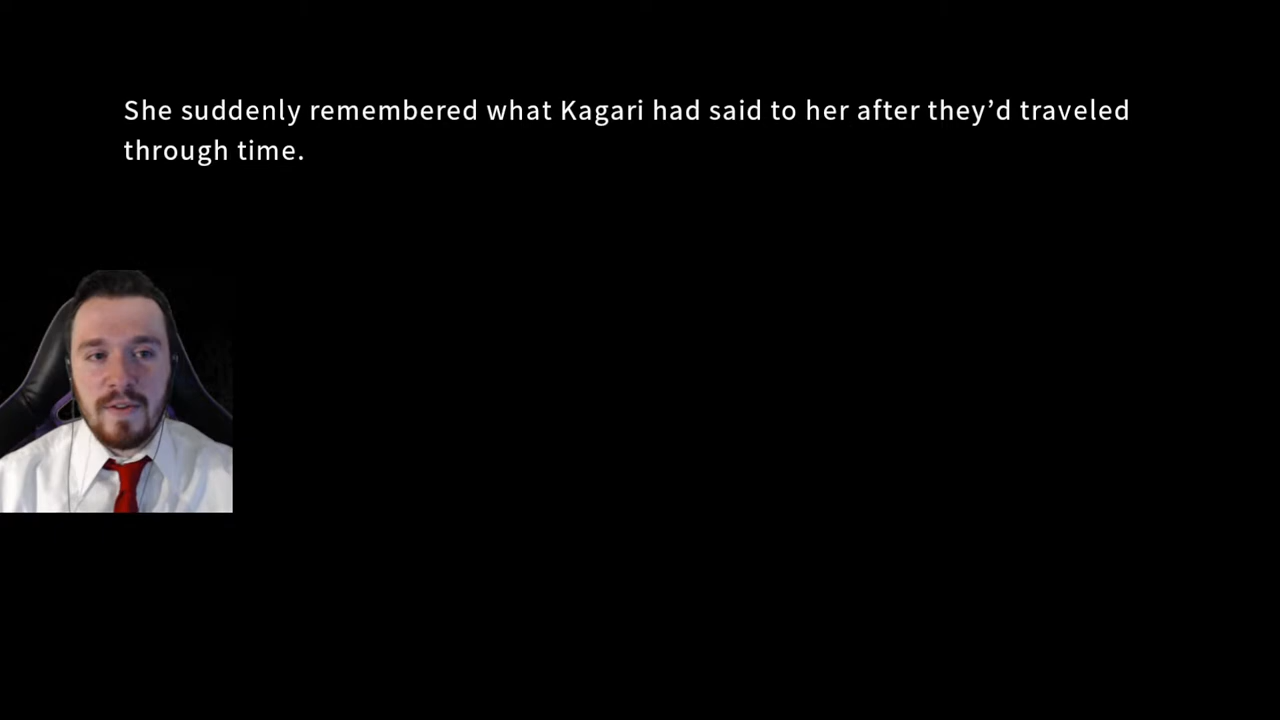 She suddenly remembered what Kagari had said to her after they’d traveled
through time.